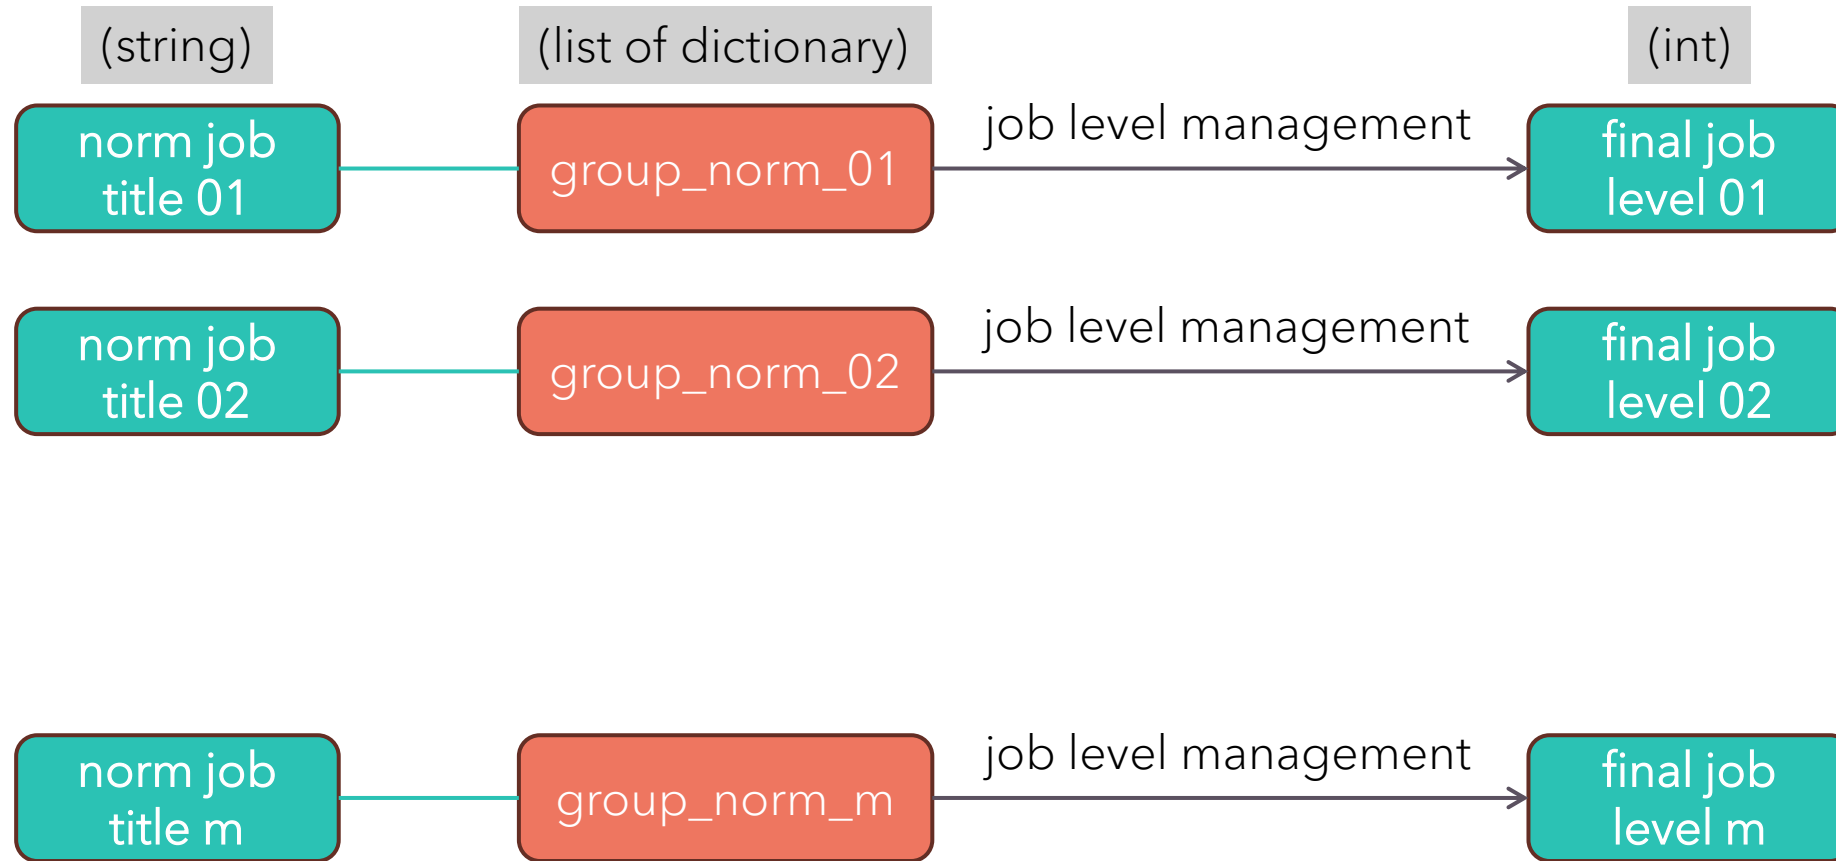 (string)
(list of dictionary)
(int)
norm job
title 01
group_norm_01
job level management
final job
level 01
norm job
title 02
group_norm_02
job level management
final job
level 02
norm job
title m
group_norm_m
job level management
final job
level m